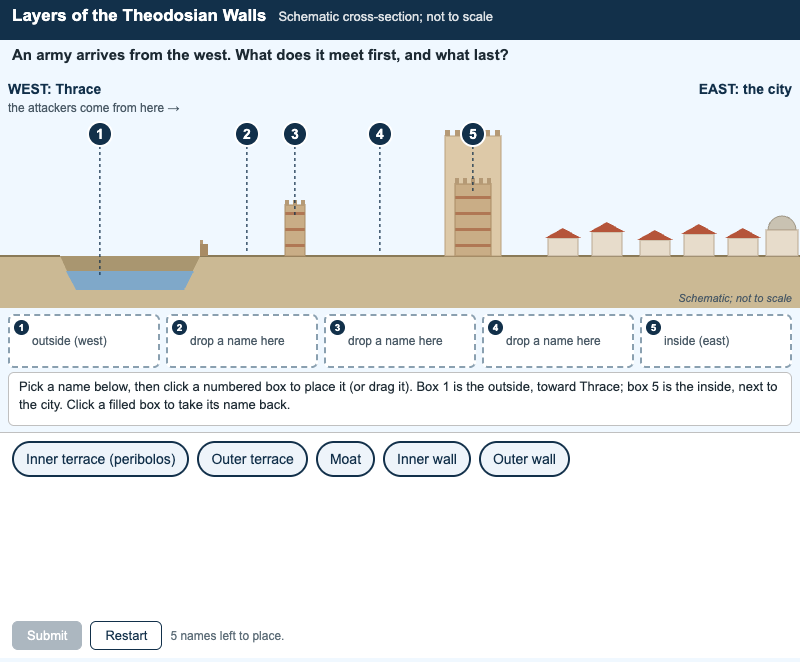 Layers of the Theodosian Walls Schematic cross-section; not to scale
An army arrives from the west. What does it meet first, and what last?
WEST: Thrace EAST: the city
the attackers come from here →
1 2 3 4 5
Schematic; not to scale
1 2 3 4 5
outside (west) drop a name here drop a name here drop a name here inside (east)
Pick a name below, then click a numbered box to place it (or drag it). Box 1 is the outside, toward Thrace; box 5 is the inside, next to
the city. Click a filled box to take its name back.
Inner terrace (peribolos) Outer terrace Moat Inner wall Outer wall
Submit Restart 5 names left to place.